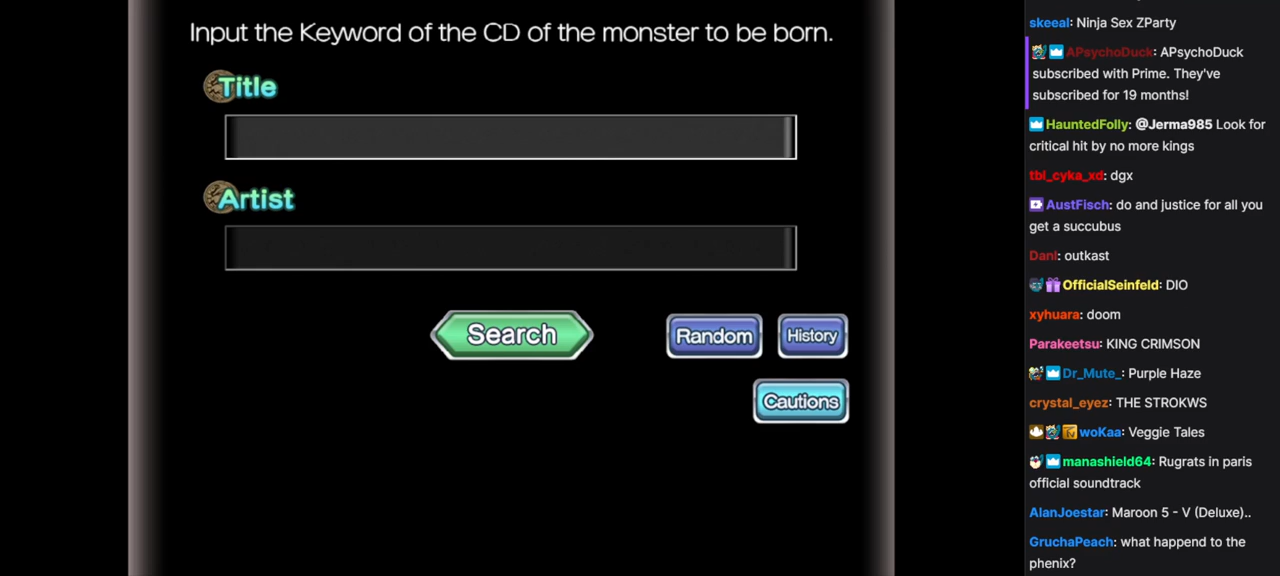 Input the Keyword of the CD of the monster to be born.
Title
Artist
Search
Random
History
Cautions
skeeal: Ninja Sex ZParty
APsychoDuck: APsychoDuck
subscribed with Prime. They've
subscribed for 19 months!
HauntedFolly: @Jerma985 Look for
critical hit by no more kings
tbl_cyka_xd: dgx
AustFisch: do and justice for all you
get a succubus
Dani: outkast
OfficialSeinfeld: DIO
xyhuara: doom
Parakeetsu: KING CRIMSON
Dr_Mute_: Purple Haze
crystal_eyez: THE STROKWS
woKaa: Veggie Tales
manashield64: Rugrats in paris
official soundtrack
AlanJoestar: Maroon 5 - V (Deluxe)..
GruchaPeach: what happend to the
phenix?